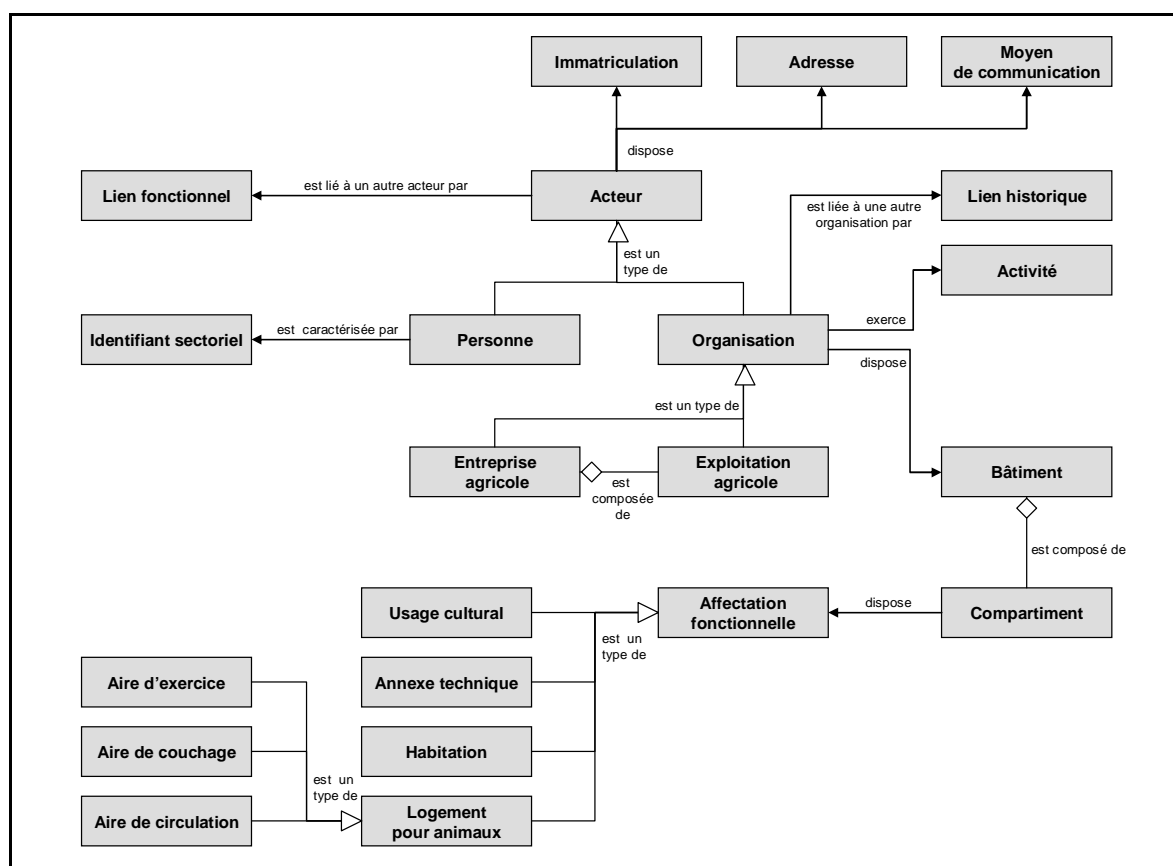 Immatriculation
Adresse
Moyen
de communication
dispose
Lien fonctionnel
est lié à un autre acteur par
Acteur
est liée à une autre
organisation par
Lien historique
est un
type de
Activité
Identifiant sectoriel
est caractérisée par
Personne
Organisation
exerce
dispose
est un type de
Entreprise
agricole
est
composée
de
Exploitation
agricole
Bâtiment
est composé de
Usage cultural
Affectation
fonctionnelle
dispose
Compartiment
est un
type de
Aire d'exercice
Annexe technique
Aire de couchage
Habitation
est un
type de
Aire de circulation
Logement
pour animaux